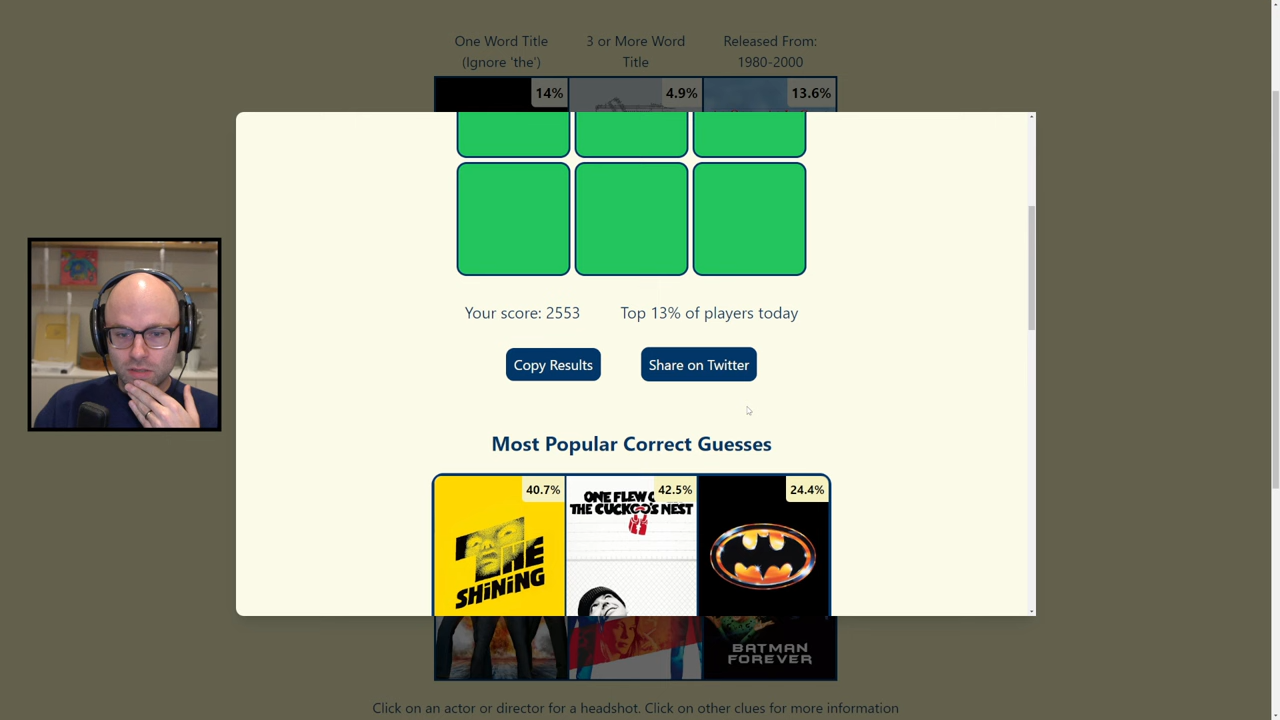 One Word Title
(Ignore 'the')
3 or More Word
Title
Released From:
1980-2000
14%
4.9%
13.6%
Your score: 2553
Top 13% of players today
Copy Results
Share on Twitter
Most Popular Correct Guesses
40.7%
42.5%
24.4%
ONE FLEW
THE CUCKOO'S NEST
THE
SHiNiNG
BATMAN
FOREVER
Click on an actor or director for a headshot. Click on other clues for more information